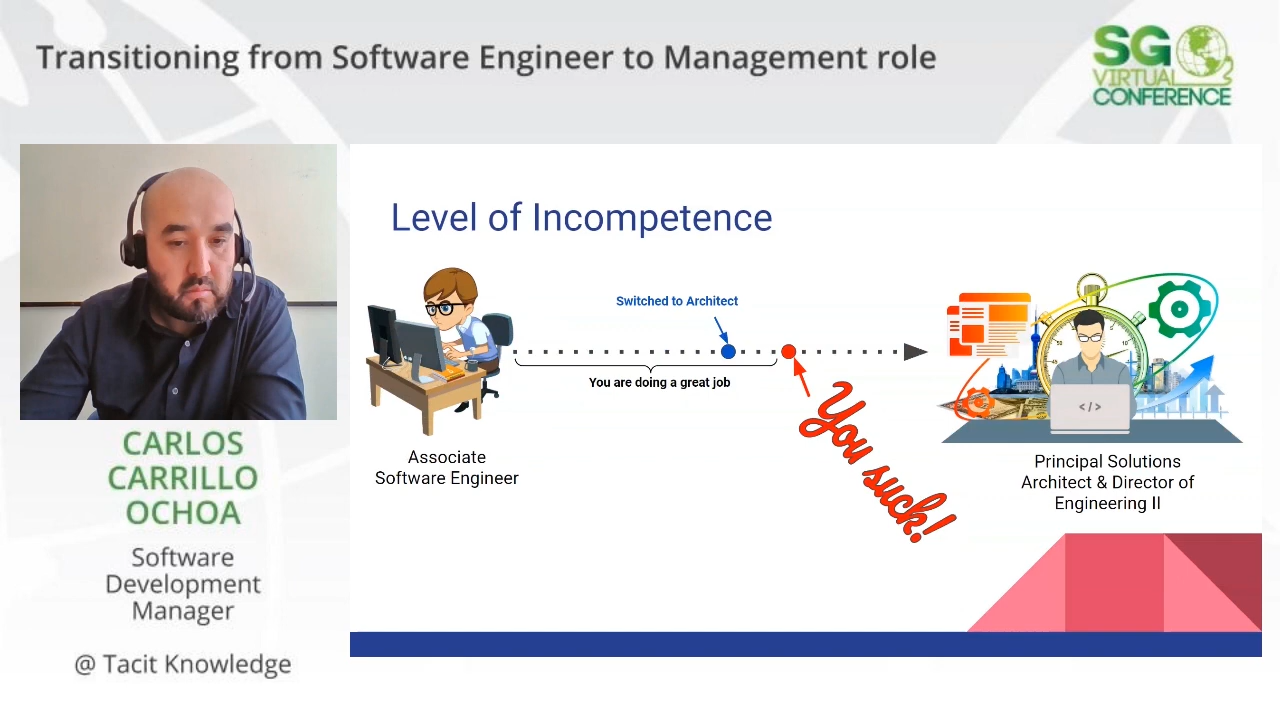 Transitioning from Software Engineer to Management role
SG
VIRTUAL
CONFERENCE
Level of Incompetence
Switched to Architect
You are doing a great job
You suck!
</>
Associate
Software Engineer
Principal Solutions
Architect & Director of
Engineering II
CARLOS
CARRILLO
OCHOA
Software
Development
Manager
@ Tacit Knowledge